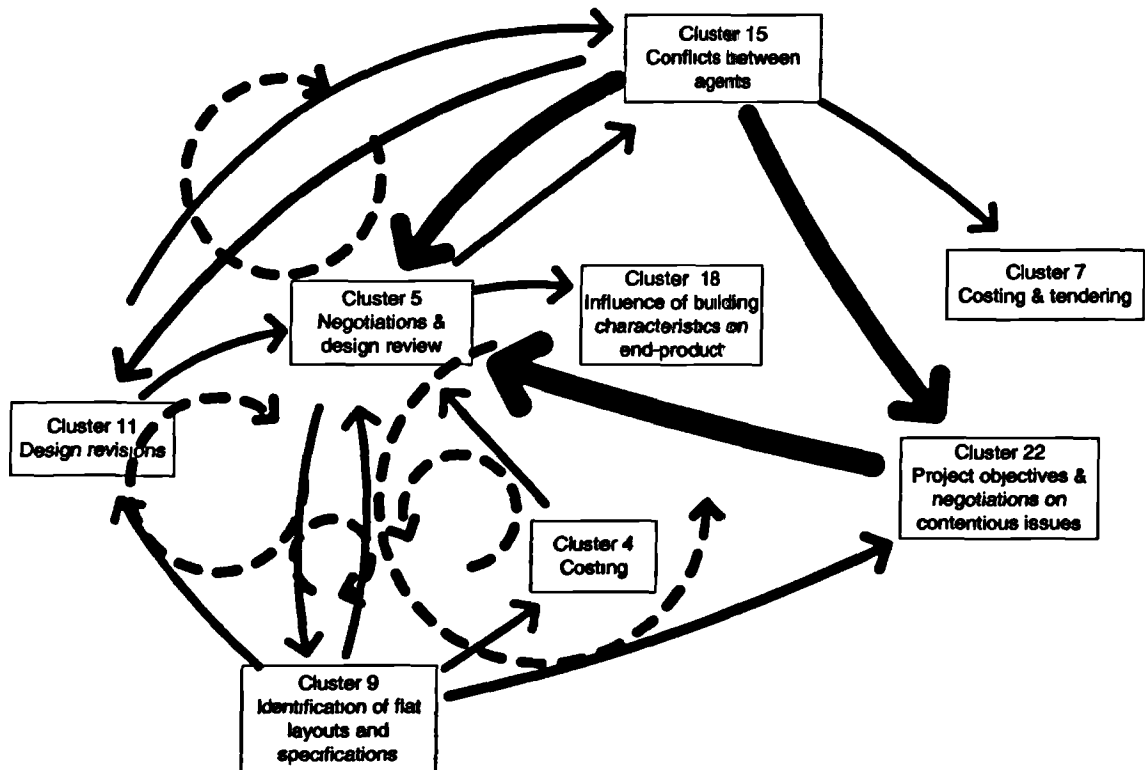 Cluster 15
Conflicts between
agents
Cluster 7
Costing & tendering
Cluster 5
Negotiations &
design review
Cluster 18
Influence of building
characteristics on
end-product
Cluster 11
Design revisions
Cluster 22
Project objectives &
negotiations on
contentious issues
Cluster 4
Costing
Cluster 9
Identification of flat
layouts and
specifications